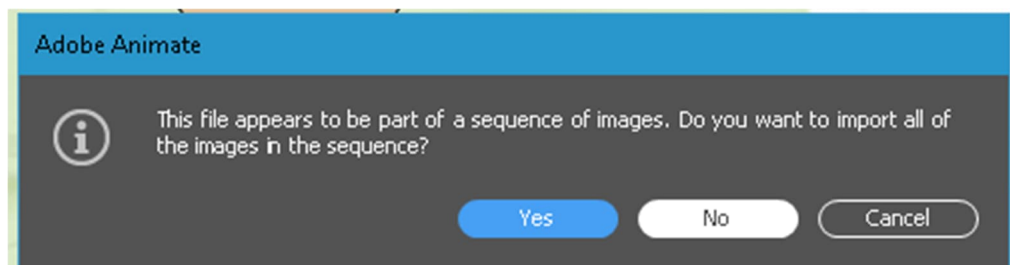 Adobe Animate
This file appears to be part of a sequence of images. Do you want to import all of
the images in the sequence?
Yes
No
Cancel